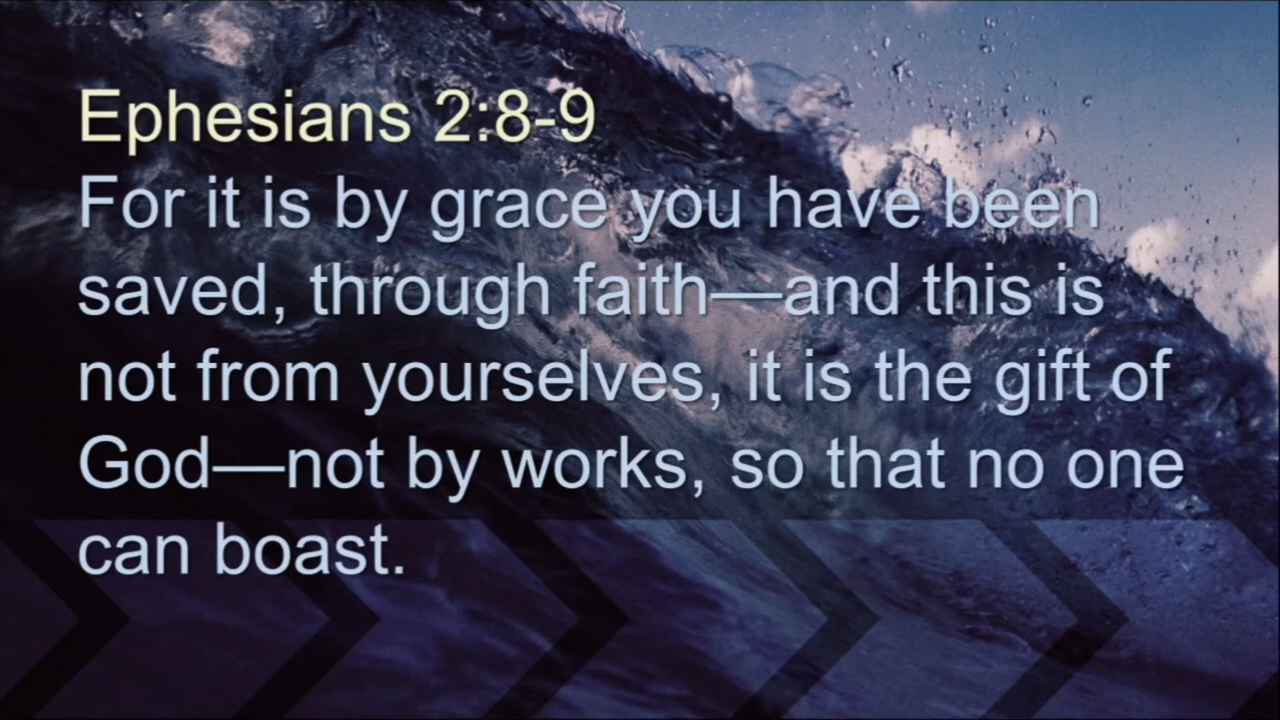 Ephesians 2:8-9
For it is by grace you have been
saved, through faith—and this is
not from yourselves, it is the gift of
God—not by works, so that no one
can boast.